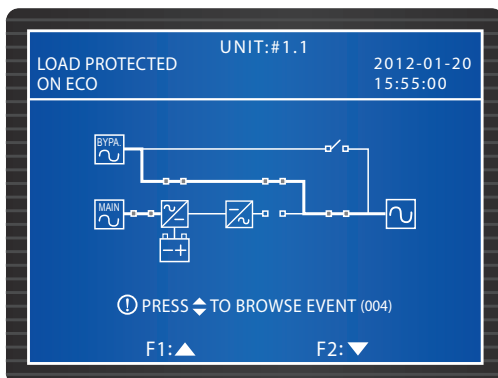 UNIT:#1.1
LOAD PROTECTED
ON ECO
2012-01-20
15:55:00
BYPA.
MAIN
PRESS TO BROWSE EVENT (004)
F1: F2: